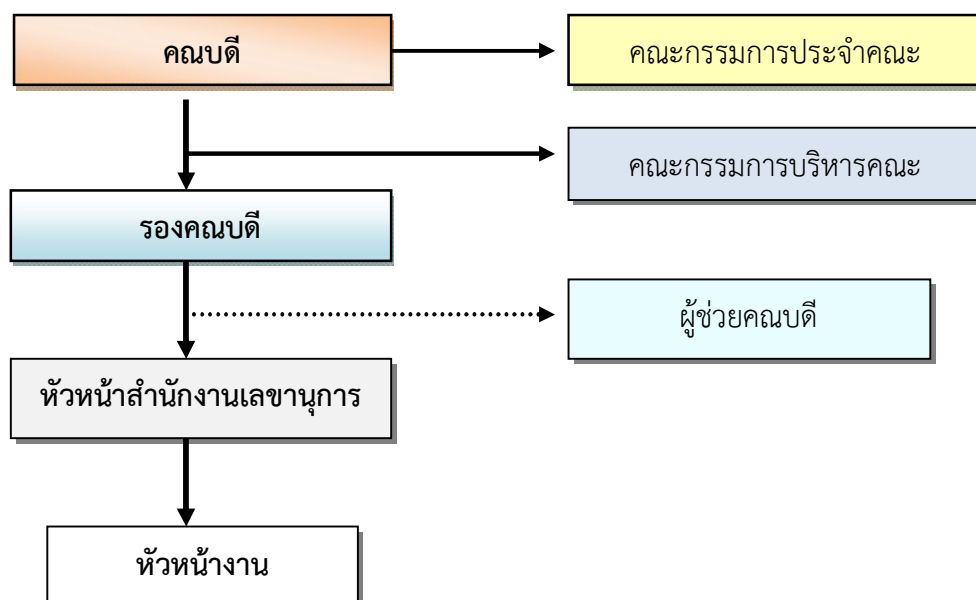 คณบดี
คณะกรรมการประจำคณะ
คณะกรรมการบริหารคณะ
รองคณบดี
ผู้ช่วยคณบดี
หัวหน้าสำนักงานเลขานุการ
หัวหน้างาน